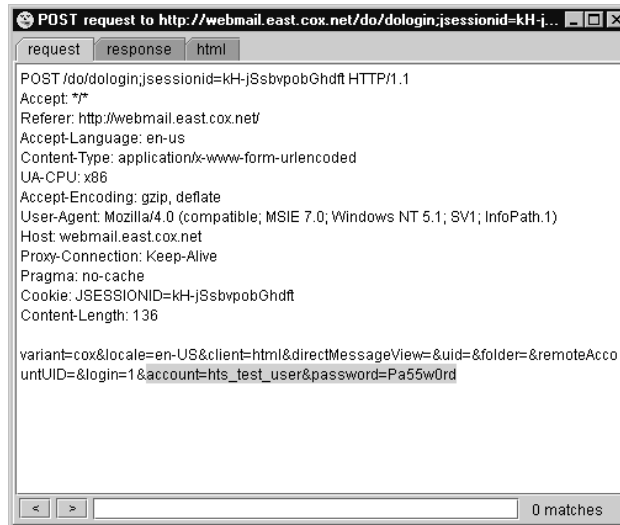 POST request to http://webmail.east.cox.net/do/dologin;jsessionid=kH-j...
request response html
POST /do/dologin;jsessionid=kH-jSsbvpobGhdft HTTP/1.1
Accept: */*
Referer: http://webmail.east.cox.net/
Accept-Language: en-us
Content-Type: application/x-www-form-urlencoded
UA-CPU: x86
Accept-Encoding: gzip, deflate
User-Agent: Mozilla/4.0 (compatible; MSIE 7.0; Windows NT 5.1; SV1; InfoPath.1)
Host: webmail.east.cox.net
Proxy-Connection: Keep-Alive
Pragma: no-cache
Cookie: JSESSIONID=kH-jSsbvpobGhdft
Content-Length: 136
variant=cox&locale=en-US&client=html&directMessageView=&uid=&folder=&remoteAcco
untUID=&login=1&account=hts_test_user&password=Pa55w0rd
< > 0 matches